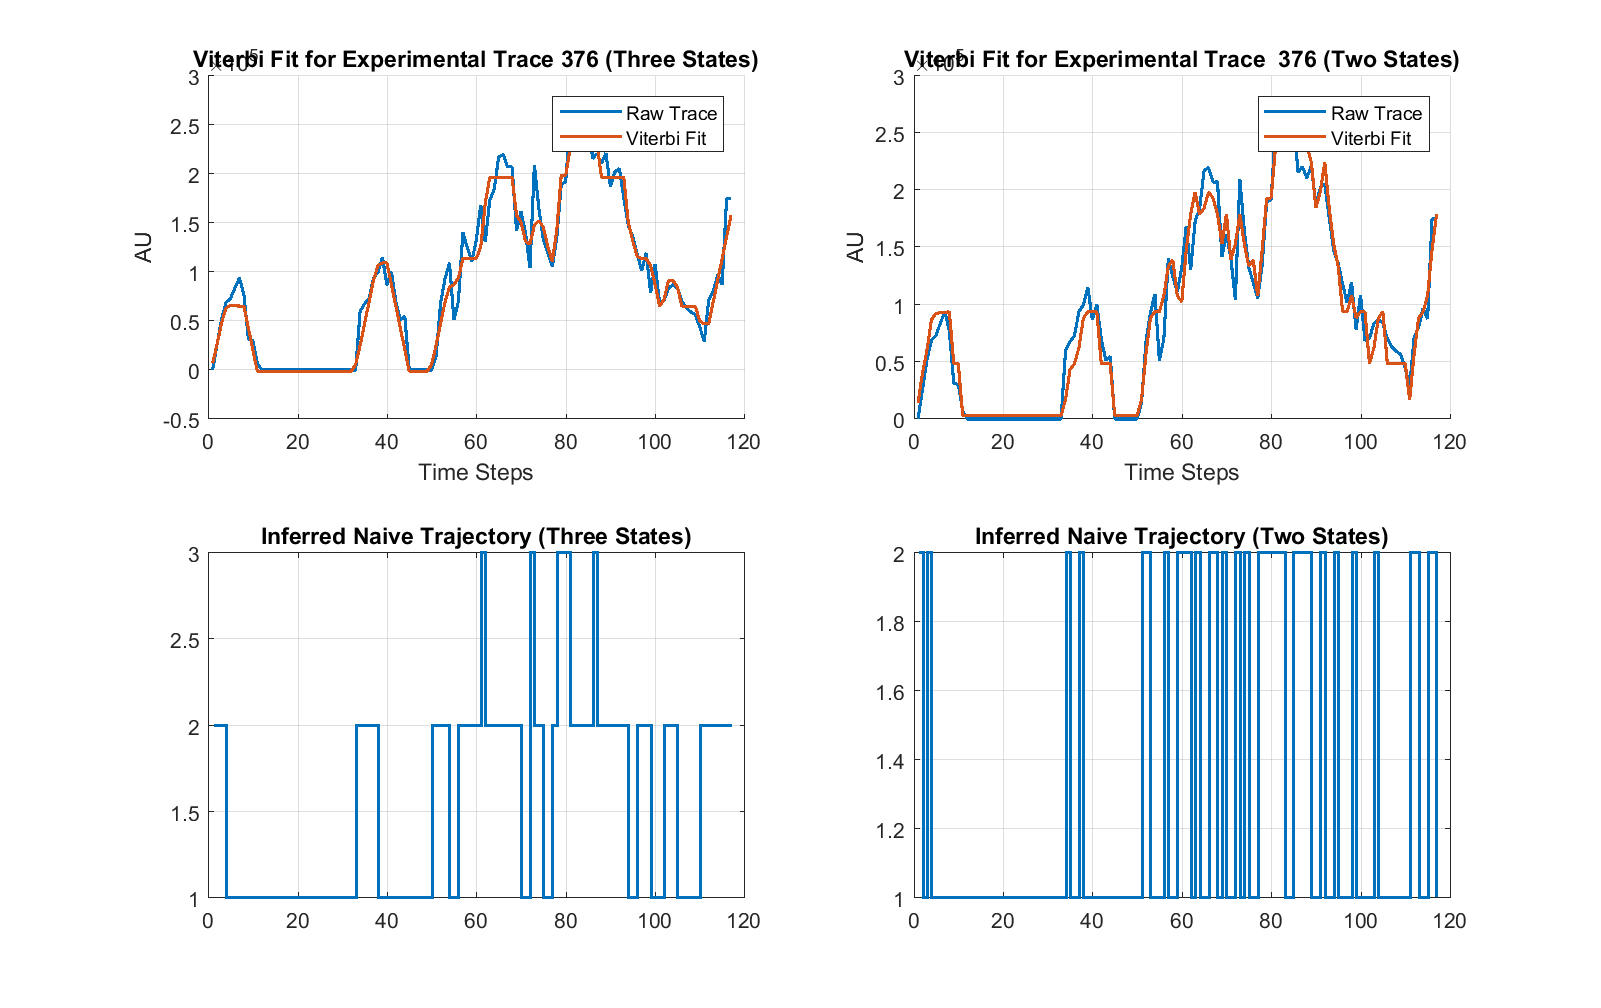 Viterbi Fit for Experimental Trace 376 (Three States)
×10^5
3
2.5
2
1.5
1
0.5
0
-0.5
AU
Raw Trace
Viterbi Fit
0 20 40 60 80 100 120
Time Steps
Viterbi Fit for Experimental Trace  376 (Two States)
×10^5
3
2.5
2
1.5
1
0.5
0
AU
Raw Trace
Viterbi Fit
0 20 40 60 80 100 120
Time Steps
Inferred Naive Trajectory (Three States)
3
2.5
2
1.5
1
0 20 40 60 80 100 120
Inferred Naive Trajectory (Two States)
2
1.8
1.6
1.4
1.2
1
0 20 40 60 80 100 120